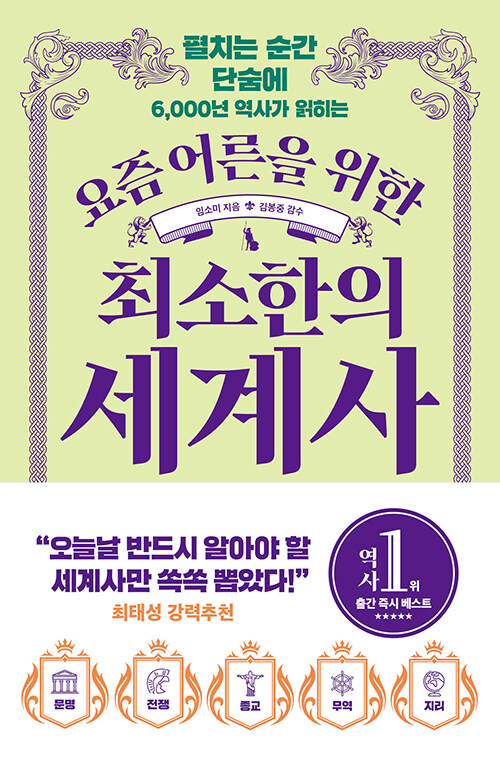 펼치는 순간
단숨에
6,000년 역사가 읽히는
요즘 어른을 위한
임소미 지음 김봉중 감수
최소한의
세계사
“오늘날 반드시 알아야 할
세계사만 쏙쏙 뽑았다!”
최태성 강력추천
역사 1위
출간 즉시 베스트
★★★★★
문명 전쟁 종교 무역 지리